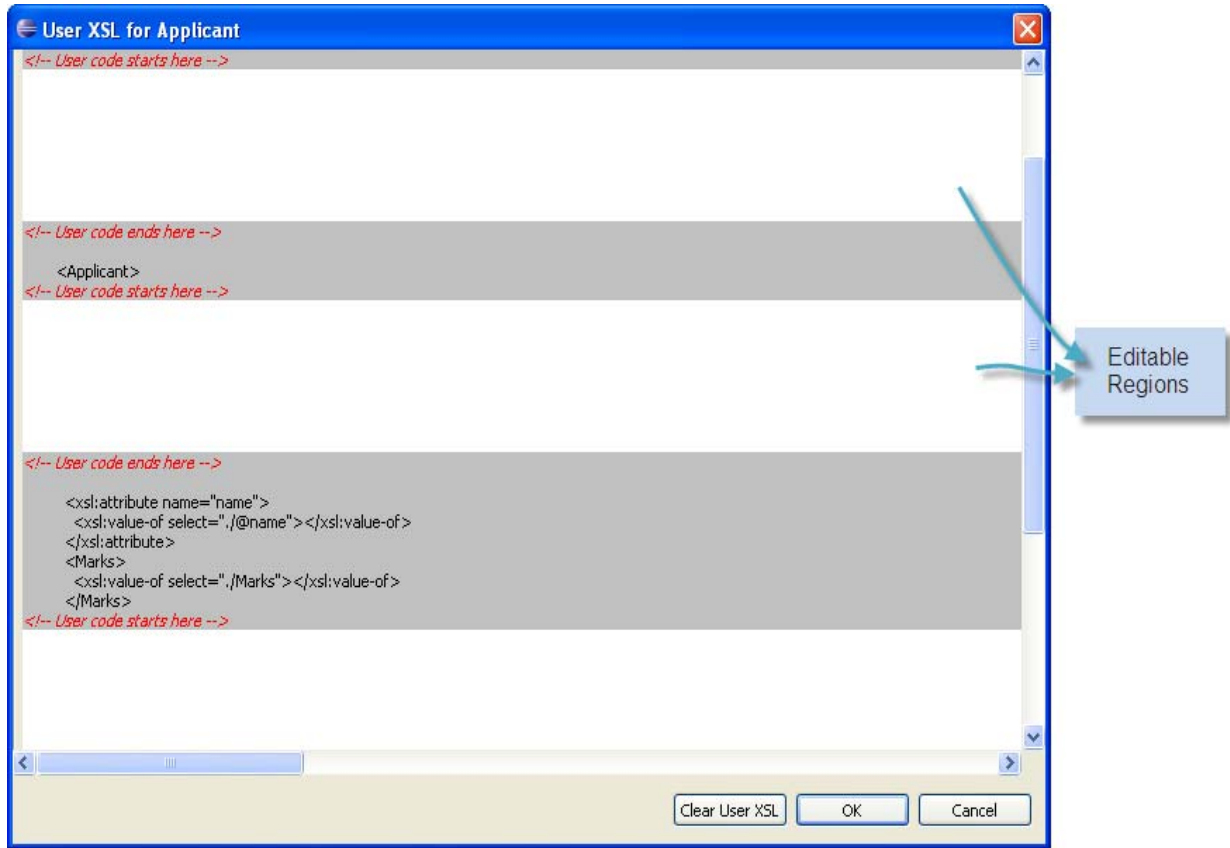 User XSL for Applicant
<!-- User code starts here -->
<!-- User code ends here -->
<Applicant>
<!-- User code starts here -->
Editable
Regions
<!-- User code ends here -->
<xsl:attribute name="name">
<xsl:value-of select="./@name"></xsl:value-of>
</xsl:attribute>
<Marks>
<xsl:value-of select="./Marks"></xsl:value-of>
</Marks>
<!-- User code starts here -->
Clear User XSL
OK
Cancel